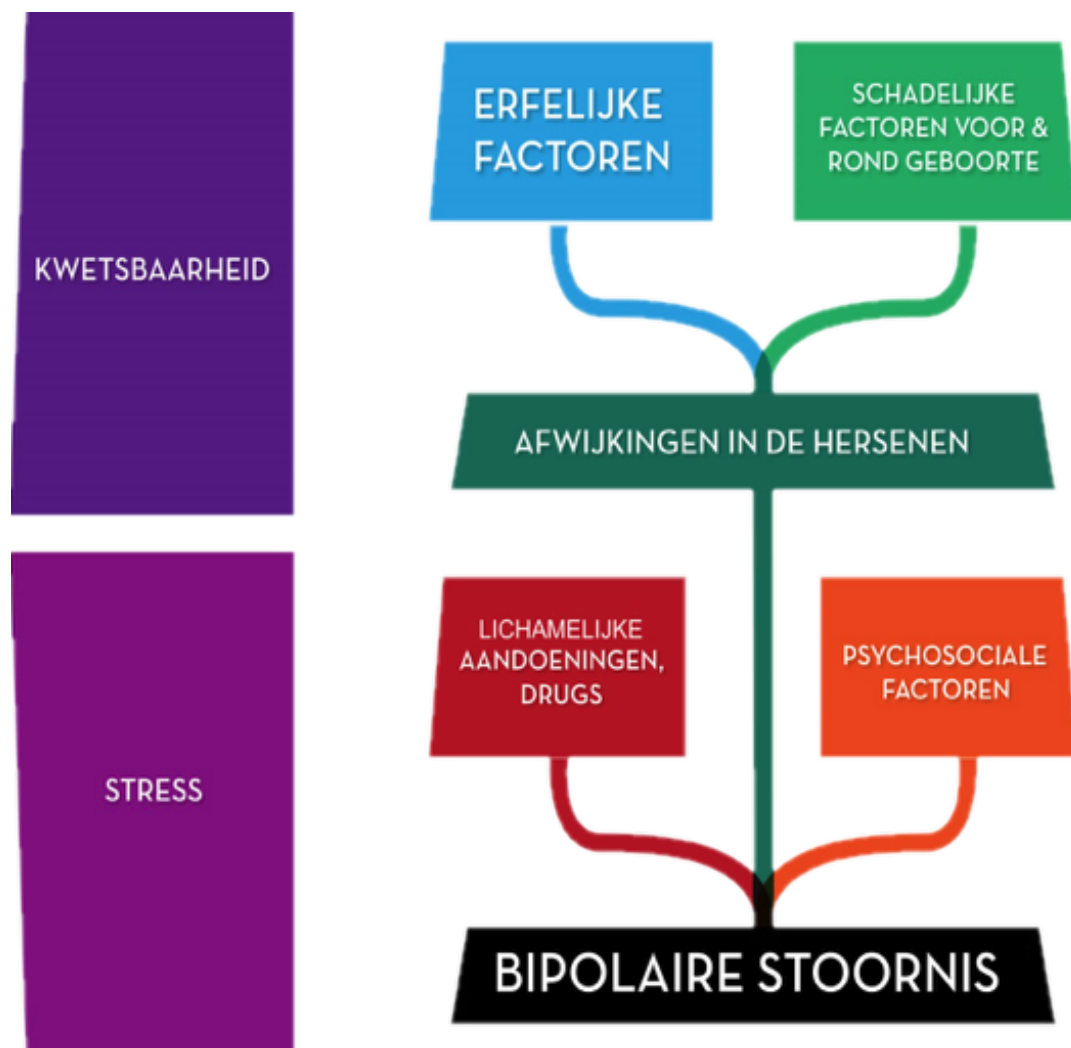 KWETSBAARHEID
ERFELIJKE
FACTOREN
SCHADELIJKE
FACTOREN VOOR &
ROND GEBOORTE
AFWIJKINGEN IN DE HERSENEN
STRESS
LICHAMELIJKE
AANDOENINGEN,
DRUGS
PSYCHOSOCIALE
FACTOREN
BIPOLAIRE STOORNIS